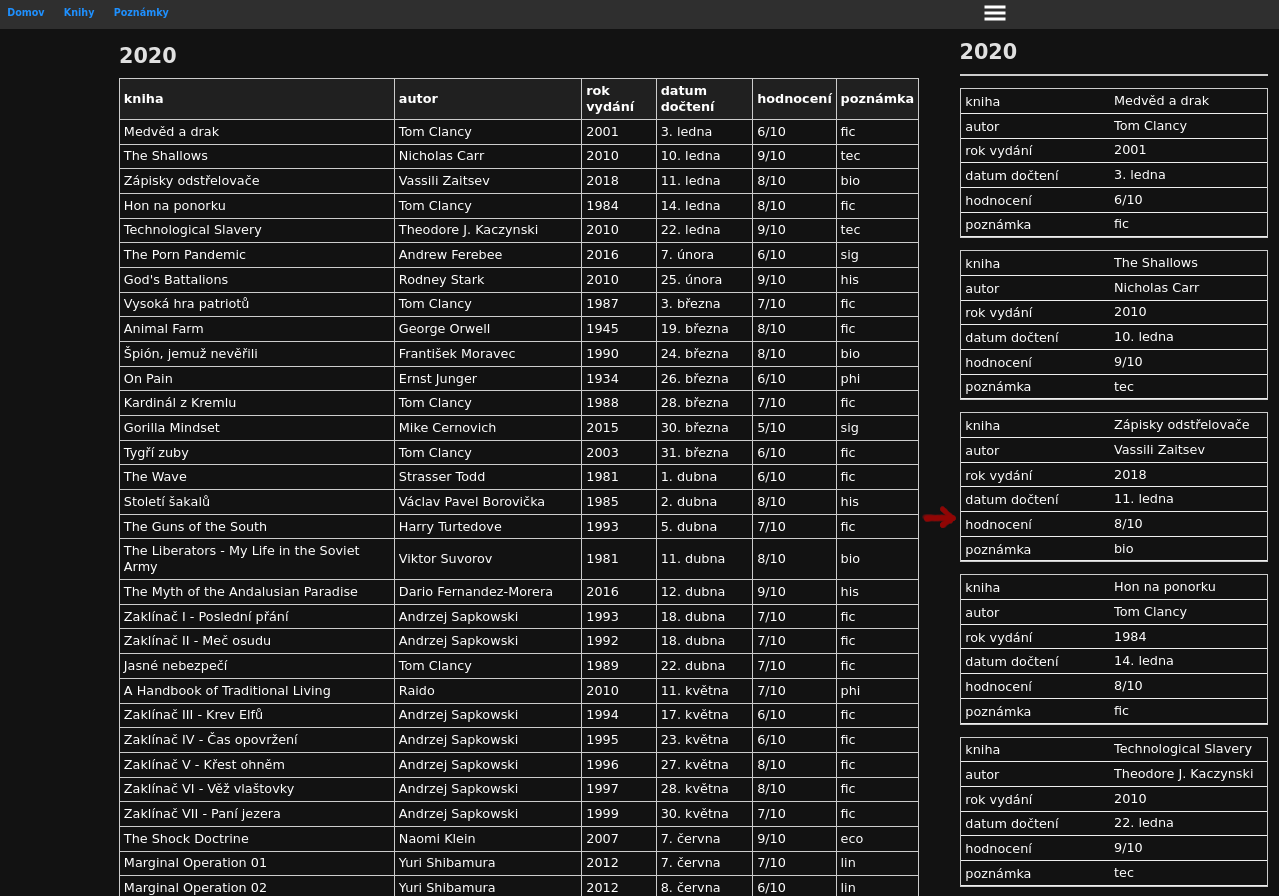 Domov Knihy Poznámky
2020
kniha autor rok vydání datum dočtení hodnocení poznámka
Medvěd a drak Tom Clancy 2001 3. ledna 6/10 fic
The Shallows Nicholas Carr 2010 10. ledna 9/10 tec
Zápisky odstřelovače Vassili Zaitsev 2018 11. ledna 8/10 bio
Hon na ponorku Tom Clancy 1984 14. ledna 8/10 fic
Technological Slavery Theodore J. Kaczynski 2010 22. ledna 9/10 tec
The Porn Pandemic Andrew Ferebee 2016 7. února 6/10 sig
God's Battalions Rodney Stark 2010 25. února 9/10 his
Vysoká hra patriotů Tom Clancy 1987 3. března 7/10 fic
Animal Farm George Orwell 1945 19. března 8/10 fic
Špión, jemuž nevěřili František Moravec 1990 24. března 8/10 bio
On Pain Ernst Junger 1934 26. března 6/10 phi
Kardinál z Kremlu Tom Clancy 1988 28. března 7/10 fic
Gorilla Mindset Mike Cernovich 2015 30. března 5/10 sig
Tygří zuby Tom Clancy 2003 31. března 6/10 fic
The Wave Strasser Todd 1981 1. dubna 6/10 fic
Století šakalů Václav Pavel Borovička 1985 2. dubna 8/10 his
The Guns of the South Harry Turtedove 1993 5. dubna 7/10 fic
The Liberators - My Life in the Soviet
Army Viktor Suvorov 1981 11. dubna 8/10 bio
The Myth of the Andalusian Paradise Dario Fernandez-Morera 2016 12. dubna 9/10 his
Zaklínač I - Poslední přání Andrzej Sapkowski 1993 18. dubna 7/10 fic
Zaklínač II - Meč osudu Andrzej Sapkowski 1992 18. dubna 7/10 fic
Jasné nebezpečí Tom Clancy 1989 22. dubna 7/10 fic
A Handbook of Traditional Living Raido 2010 11. května 7/10 phi
Zaklínač III - Krev Elfů Andrzej Sapkowski 1994 17. května 6/10 fic
Zaklínač IV - Čas opovržení Andrzej Sapkowski 1995 23. května 6/10 fic
Zaklínač V - Křest ohněm Andrzej Sapkowski 1996 27. května 8/10 fic
Zaklínač VI - Věž vlaštovky Andrzej Sapkowski 1997 28. května 8/10 fic
Zaklínač VII - Paní jezera Andrzej Sapkowski 1999 30. května 7/10 fic
The Shock Doctrine Naomi Klein 2007 7. června 9/10 eco
Marginal Operation 01 Yuri Shibamura 2012 7. června 7/10 lin
Marginal Operation 02 Yuri Shibamura 2012 8. června 6/10 lin
2020
kniha Medvěd a drak
autor Tom Clancy
rok vydání 2001
datum dočtení 3. ledna
hodnocení 6/10
poznámka fic
kniha The Shallows
autor Nicholas Carr
rok vydání 2010
datum dočtení 10. ledna
hodnocení 9/10
poznámka tec
kniha Zápisky odstřelovače
autor Vassili Zaitsev
rok vydání 2018
datum dočtení 11. ledna
hodnocení 8/10
poznámka bio
kniha Hon na ponorku
autor Tom Clancy
rok vydání 1984
datum dočtení 14. ledna
hodnocení 8/10
poznámka fic
kniha Technological Slavery
autor Theodore J. Kaczynski
rok vydání 2010
datum dočtení 22. ledna
hodnocení 9/10
poznámka tec